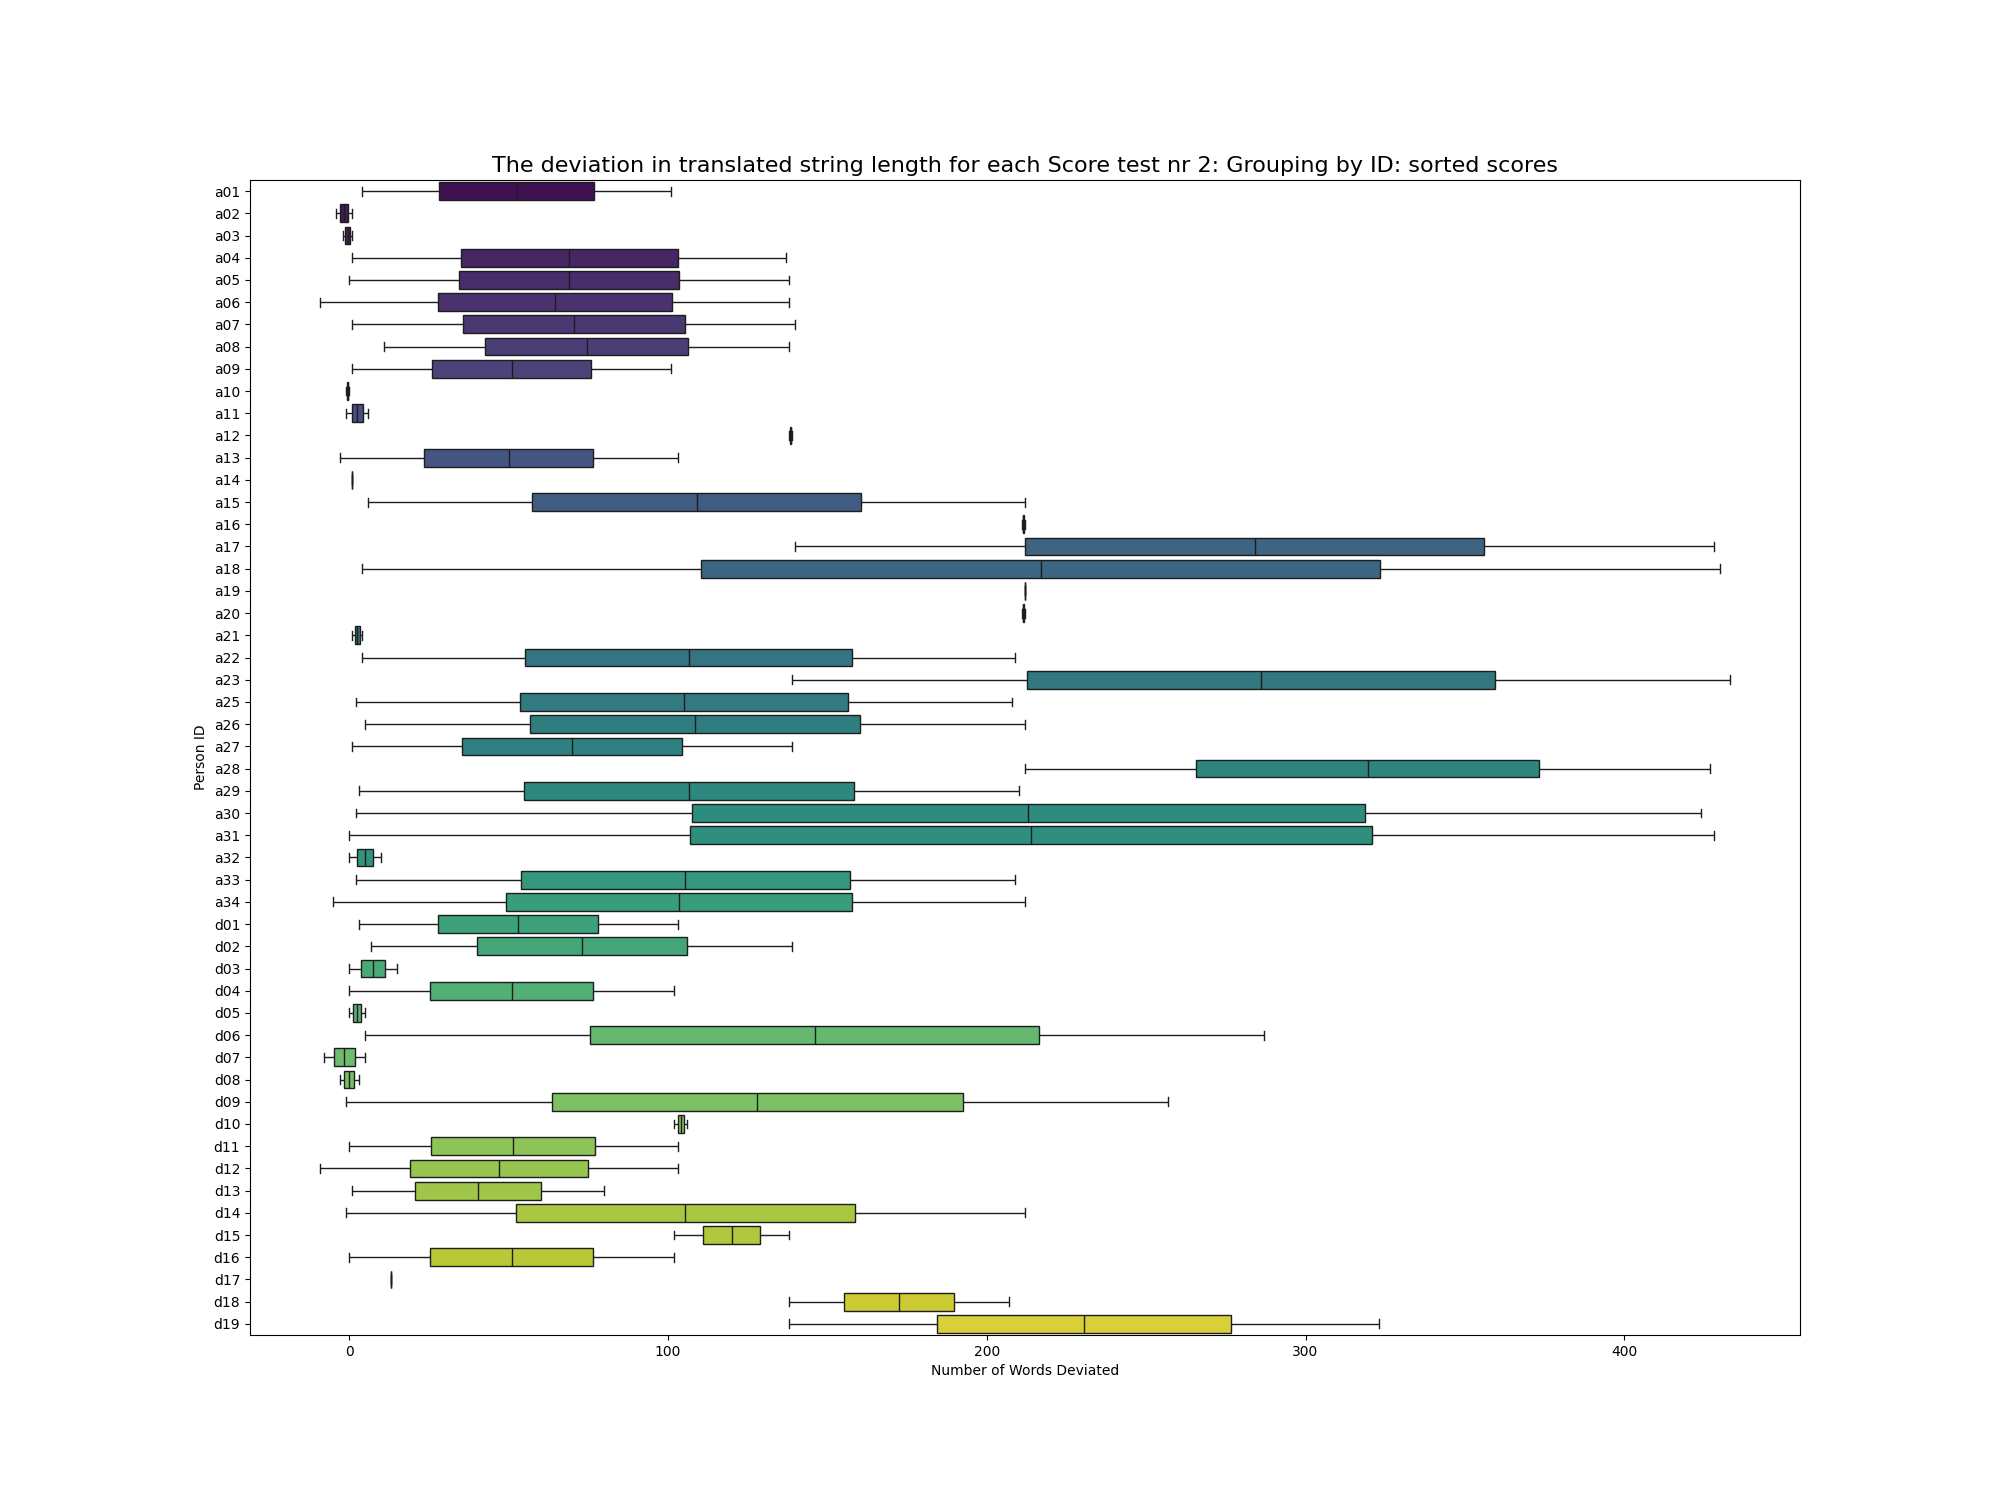 The deviation in translated string length for each Score test nr 2: Grouping by ID: sorted scores
a01
a02
a03
a04
a05
a06
a07
a08
a09
a10
a11
a12
a13
a14
a15
a16
a17
a18
a19
a20
a21
a22
a23
a25
a26
a27
a28
a29
a30
a31
a32
a33
a34
d01
d02
d03
d04
d05
d06
d07
d08
d09
d10
d11
d12
d13
d14
d15
d16
d17
d18
d19
Person ID
0 100 200 300 400
Number of Words Deviated